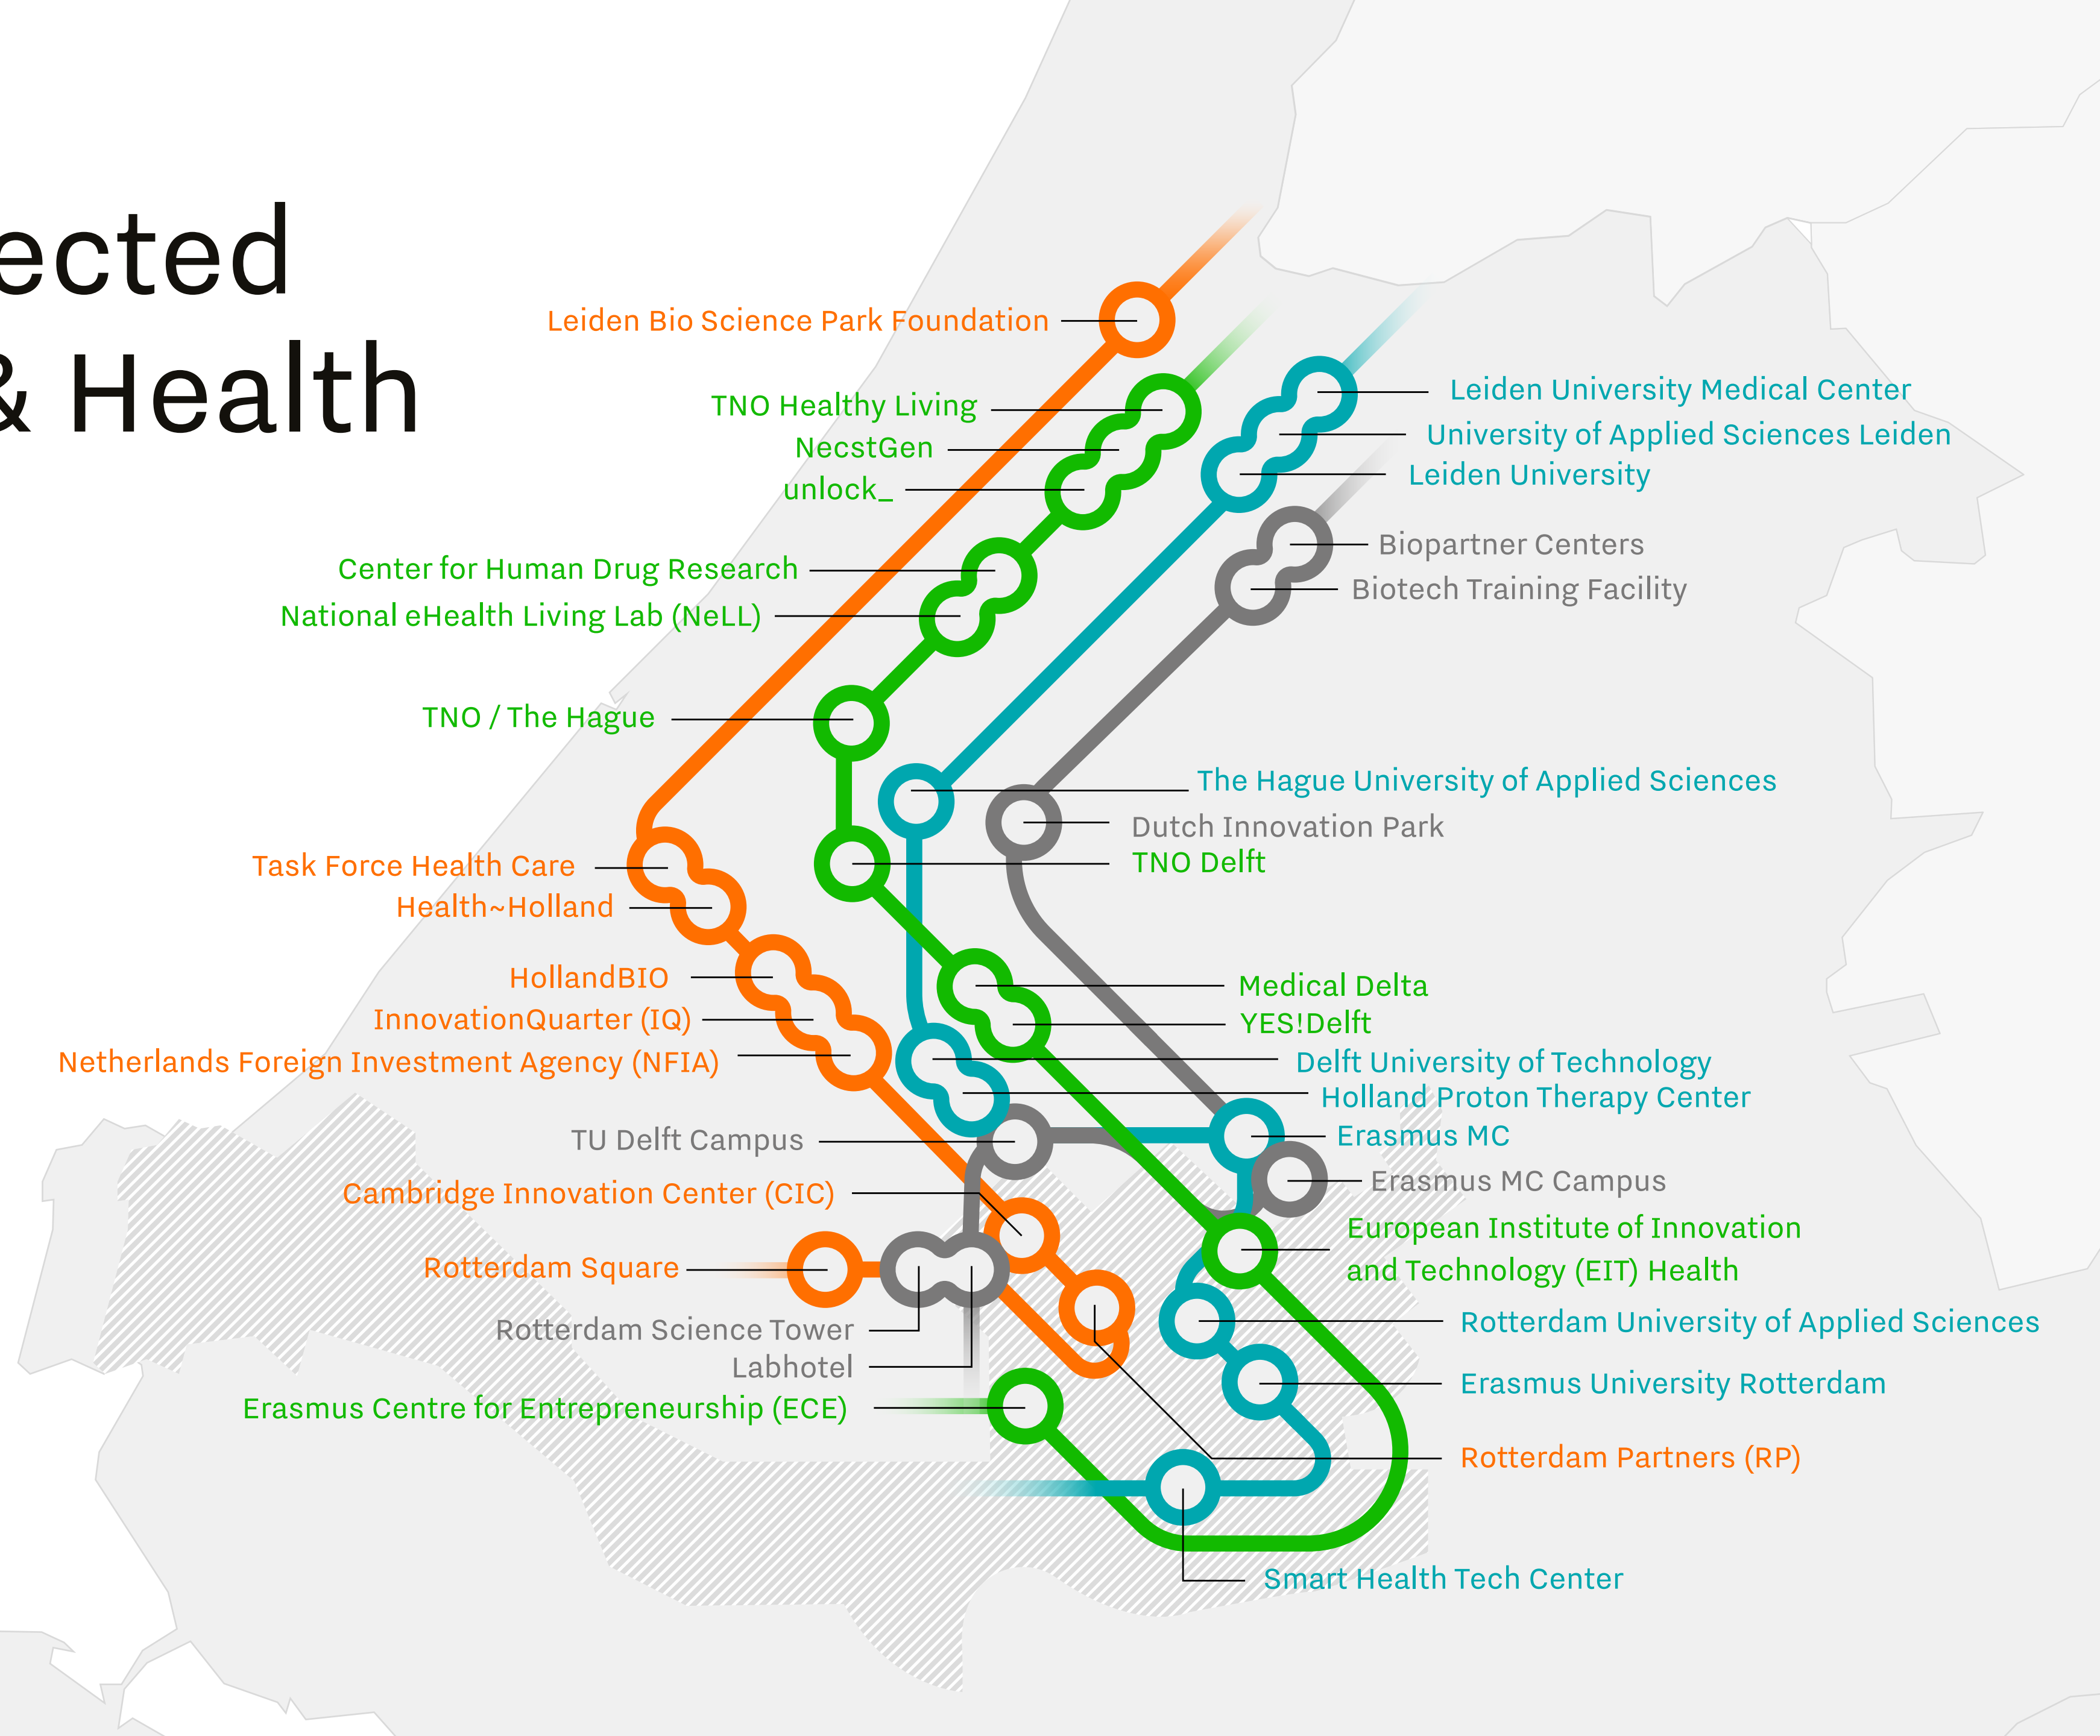 ected
& Health
Leiden Bio Science Park Foundation
TNO Healthy Living
NecstGen
unlock_
Center for Human Drug Research
National eHealth Living Lab (NeLL)
TNO / The Hague
Task Force Health Care
Health~Holland
HollandBIO
InnovationQuarter (IQ)
Netherlands Foreign Investment Agency (NFIA)
TU Delft Campus
Cambridge Innovation Center (CIC)
Rotterdam Square
Rotterdam Science Tower
Labhotel
Erasmus Centre for Entrepreneurship (ECE)
Leiden University Medical Center
University of Applied Sciences Leiden
Leiden University
Biopartner Centers
Biotech Training Facility
The Hague University of Applied Sciences
Dutch Innovation Park
TNO Delft
Medical Delta
YES!Delft
Delft University of Technology
Holland Proton Therapy Center
Erasmus MC
Erasmus MC Campus
European Institute of Innovation
and Technology (EIT) Health
Rotterdam University of Applied Sciences
Erasmus University Rotterdam
Rotterdam Partners (RP)
Smart Health Tech Center